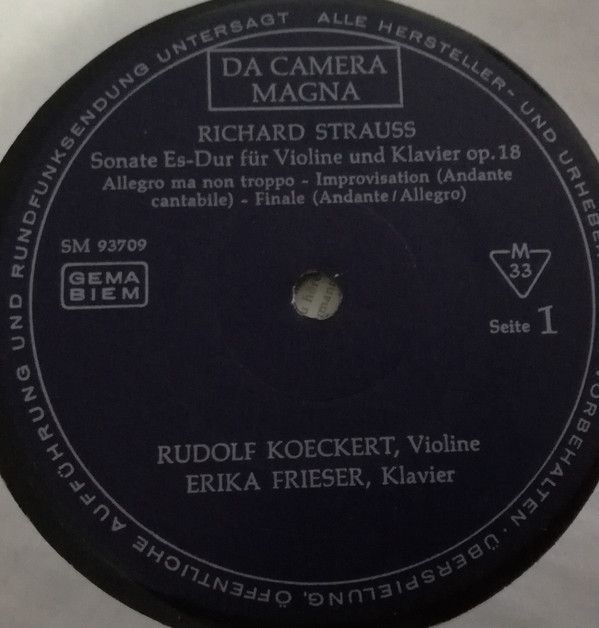 DA CAMERA
MAGNA
RICHARD STRAUSS
Sonate Es-Dur für Violine und Klavier op. 18
Allegro ma non troppo - Improvisation (Andante
cantabile) - Finale (Andante/Allegro)
SM 93709
GEMA
BIEM
M
33
Seite 1
RUDOLF KOECKERT, Violine
ERIKA FRIESER, Klavier
ALLE HERSTELLER- UND URHEBER
VORBEHALTEN · ÜBERSPIELUNG, ÖFFENTLICHE AUFFÜHRUNG UND RUNDFUNKSENDUNG UNTERSAGT